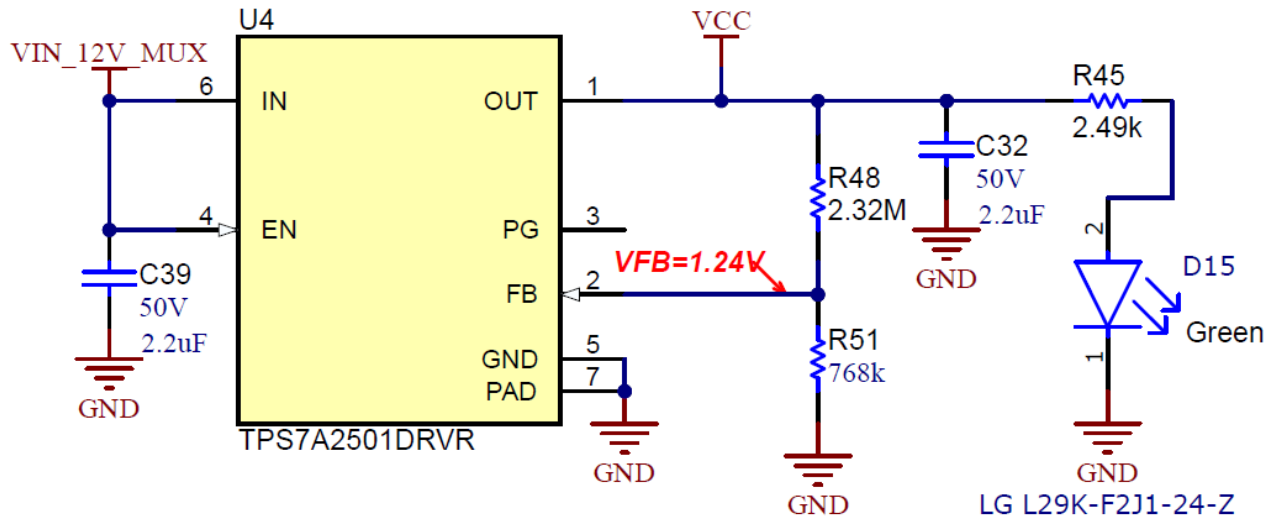 U4
VCC
VIN_12V_MUX
6
IN
OUT
1
R45
2.49k
C32
50V
2.2uF
R48
2.32M
4
EN
PG
3
GND
2
D15
VFB=1.24V
C39
50V
2.2uF
FB
2
Green
R51
768k
GND
5
1
PAD
7
GND
TPS7A2501DRVR
GND
GND
GND
LG L29K-F2J1-24-Z